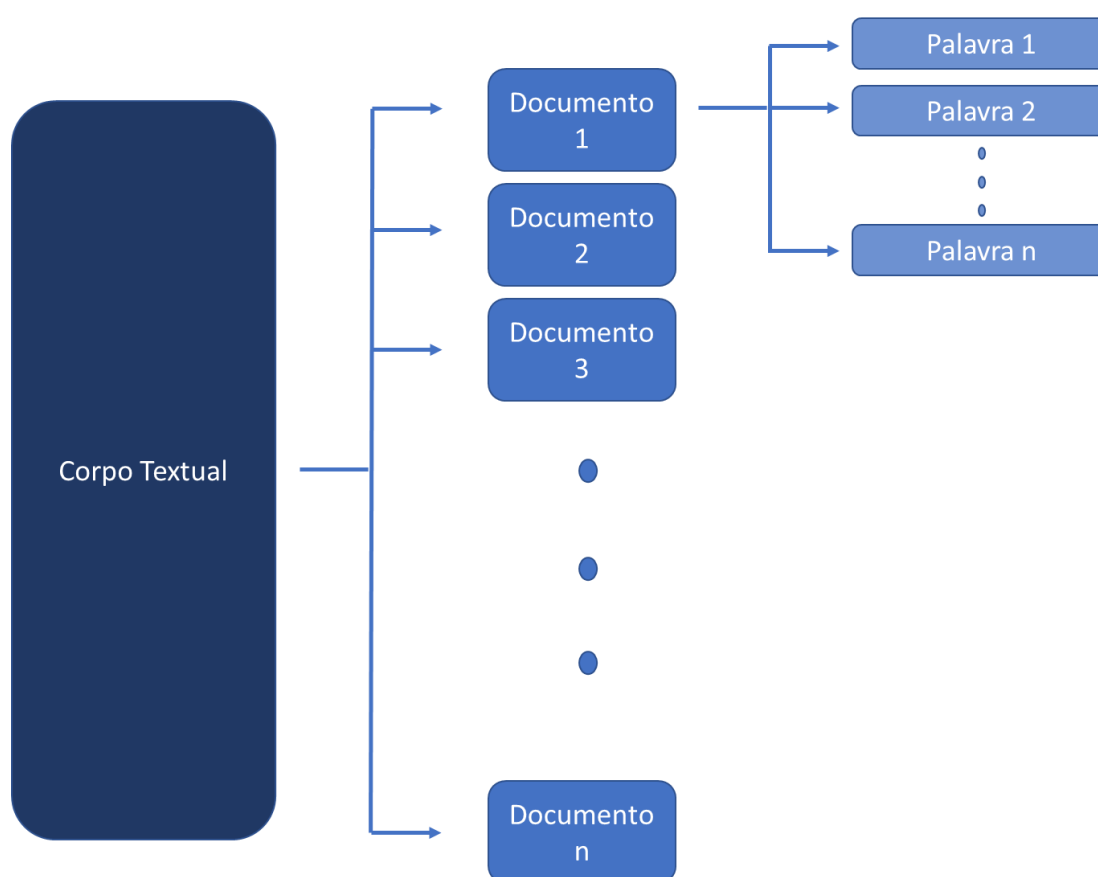 Corpo Textual
Documento
1
Documento
2
Documento
3
Documento
n
Palavra 1
Palavra 2
Palavra n